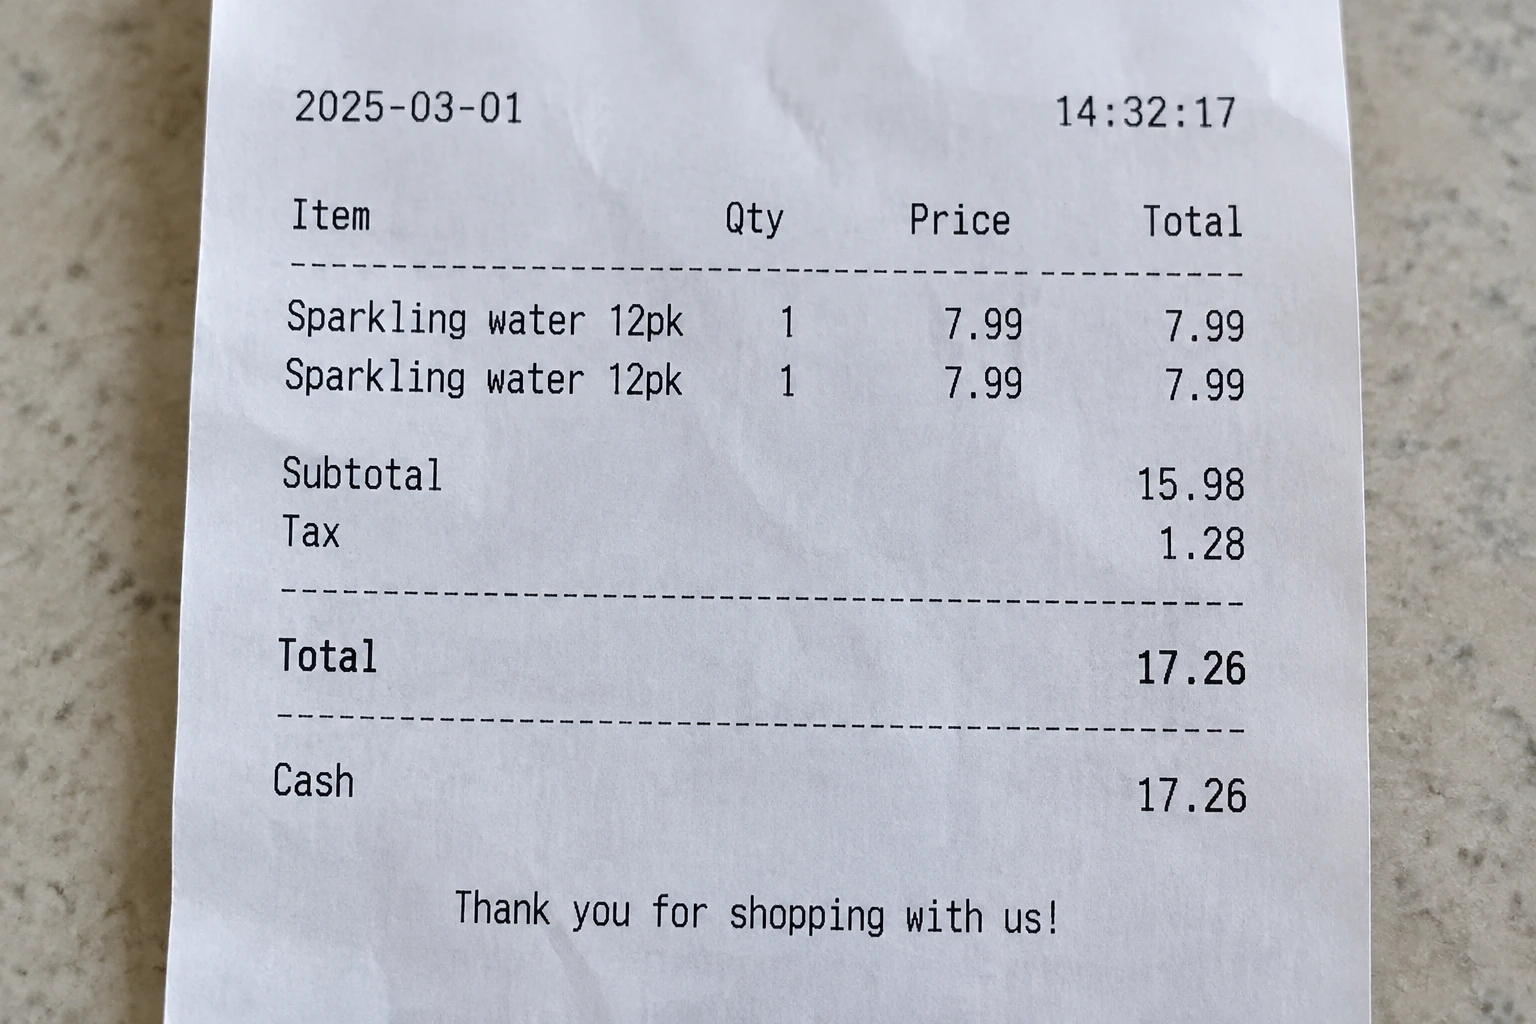 2025-03-01 14:32:17
Item Qty Price Total
Sparkling water 12pk 1 7.99 7.99
Sparkling water 12pk 1 7.99 7.99
Subtotal 15.98
Tax 1.28
Total 17.26
Cash 17.26
Thank you for shopping with us!